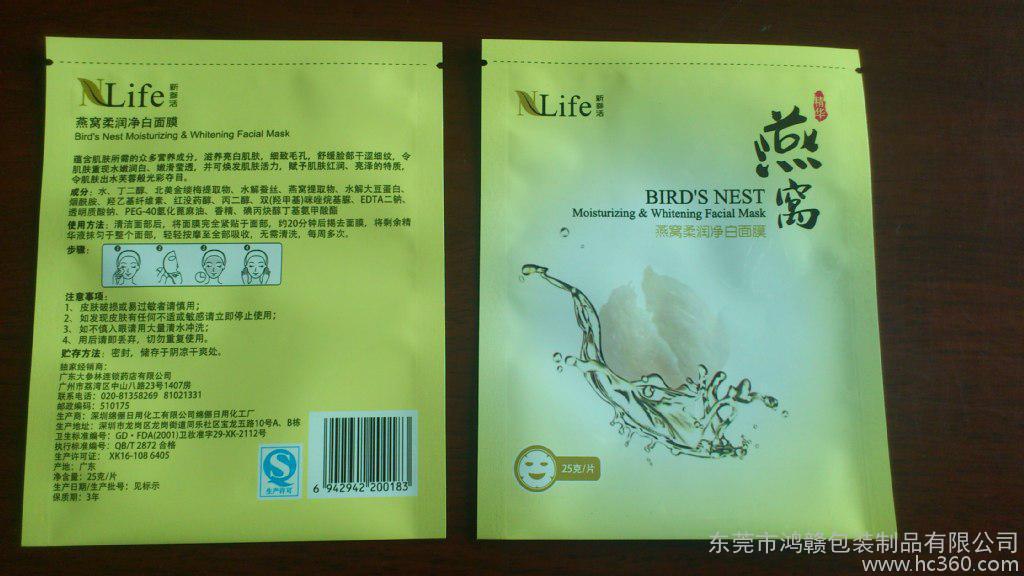 NLife 新参活
燕窝柔润净白面膜
Bird's Nest Moisturizing & Whitening Facial Mask
蕴含肌肤所需的众多营养成分，滋养亮白肌肤，细致毛孔，舒缓脸部干涩细纹，令
肌肤重现水嫩润白、嫩滑莹透，并可焕发肌肤活力，赋予肌肤红润、亮泽的特质，
令肌肤出水芙蓉般光彩夺目。
成分：水、丁二醇、北美金缕梅提取物、水解蚕丝、燕窝提取物、水解大豆蛋白、
烟酰胺、羟乙基纤维素、红没药醇、丙二醇、双(羟甲基)咪唑烷基脲、EDTA二钠、
透明质酸钠、PEG-40氢化蓖麻油、香精、碘丙炔醇丁基氨甲酸酯
使用方法：清洁面部后，将面膜完全紧贴于面部，约20分钟后揭去面膜，将剩余精
华液抹匀于整个面部，轻轻按摩至全部吸收，无需清洗，每周多次。
步骤：
1 2 3 4
注意事项：
1、皮肤破损或易过敏者请慎用；
2、如发现皮肤有任何不适或敏感请立即停止使用；
3、如不慎入眼请用大量清水冲洗；
4、用后请即丢弃，切勿重复使用。
贮存方法：密封，储存于阴凉干爽处。
独家经销商：
广东大参林连锁药店有限公司
广州市荔湾区中山八路23号1407房
联系电话：020-81358269 81021331
邮政编码：510175
生产商：深圳绵俪日用化工有限公司绵俪日用化工厂
生产地址：深圳市龙岗区龙岗街道同乐社区宝龙五路10号A、B栋
卫生标准编号：GD·FDA(2001)卫妆准字29-XK-2112号
执行标准编号：QB/T 2872 合格
生产许可证： XK16-108 6405
产地：广东
净含量：25克/片
生产日期/生产批号：见标示
保质期：3年
生产许可
6 942942 200183
NLife 新参活
精华
燕窝
BIRD'S NEST
Moisturizing & Whitening Facial Mask
燕窝柔润净白面膜
25克/片
东莞市鸿赣包装制品有限公司
www.hc360.com